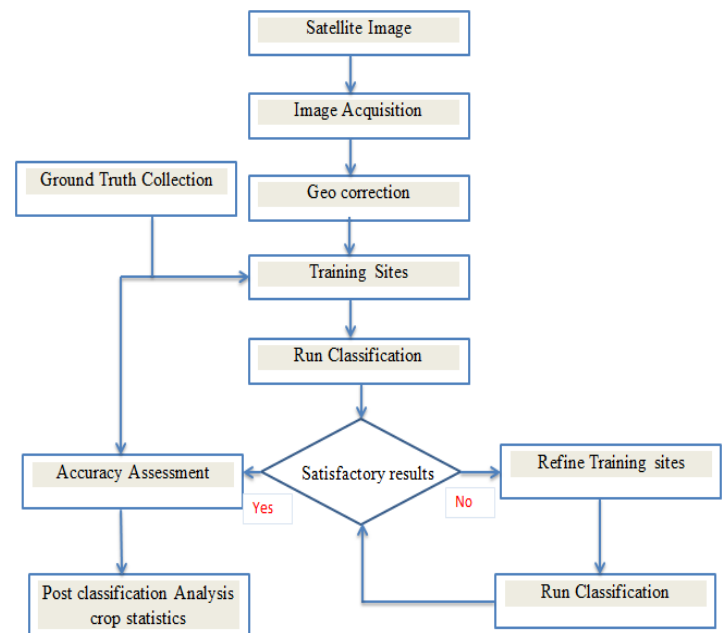 Satellite Image
Image Acquisition
Ground Truth Collection
Geo correction
Training Sites
Run Classification
Accuracy Assessment
Satisfactory results
Refine Training sites
Yes
No
Post classification Analysis
crop statistics
Run Classification